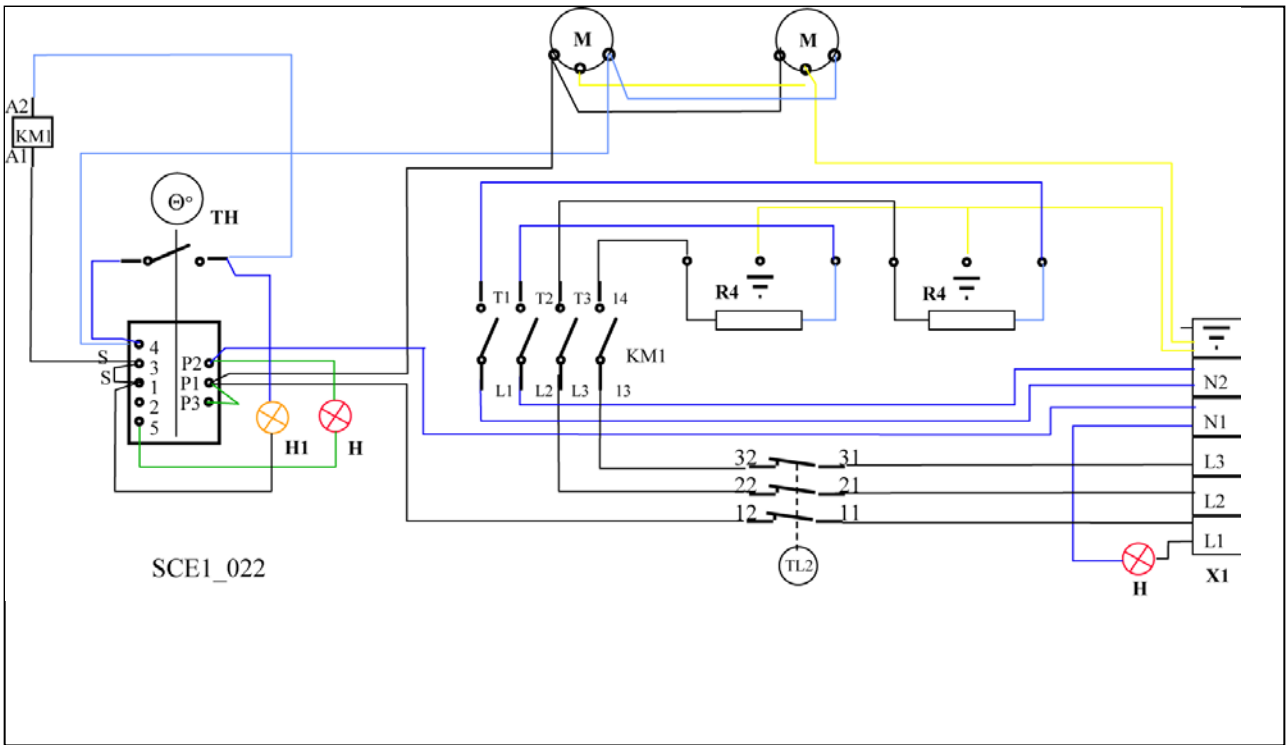 M M
A2
KM1
A1
Θ° TH
T1 T2 T3 14
R4 R4
KM1
L1 L2 L3 13
4
S 3 P2
S 1 P1
2 P3
5
H1 H
N2
N1
32 31 L3
22 21 L2
12 11
L1
TL2
H X1
SCE1_022